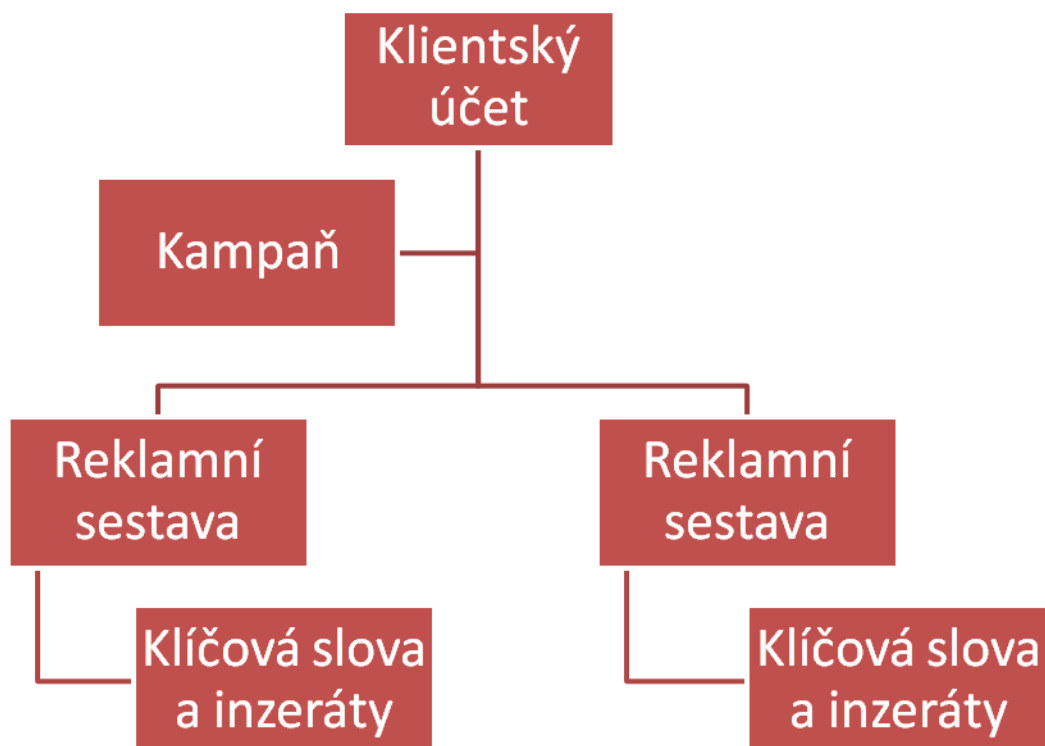 Klientský
účet
Kampaň
Reklamní
sestava
Reklamní
sestava
Klíčová slova
a inzeráty
Klíčová slova
a inzeráty